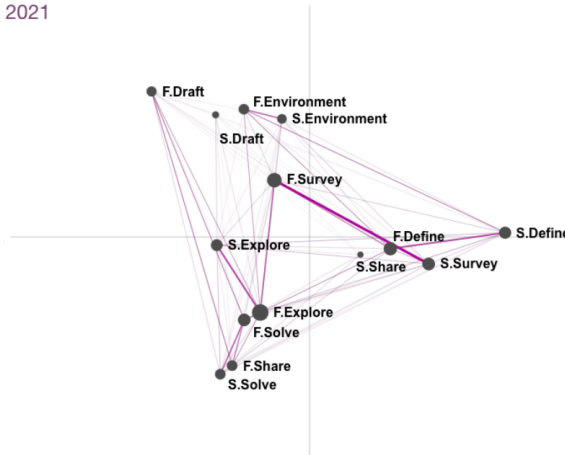 2021
F.Draft
F.Environment
S.Environment
S.Draft
F.Survey
S.Define
F.Define
S.Explore
S.Share
S.Survey
F.Explore
F.Solve
F.Share
S.Solve